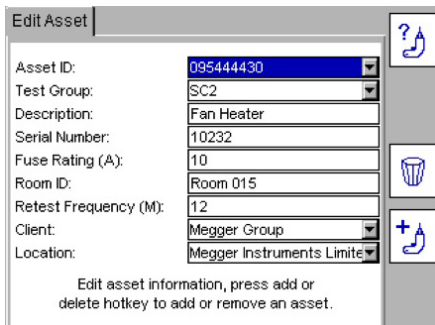 Edit Asset
Asset ID: 095444430
Test Group: SC2
Description: Fan Heater
Serial Number: 10232
Fuse Rating (A): 10
Room ID: Room 015
Retest Frequency (M): 12
Client: Megger Group
Location: Megger Instruments Limite
Edit asset information, press add or
delete hotkey to add or remove an asset.
?
+